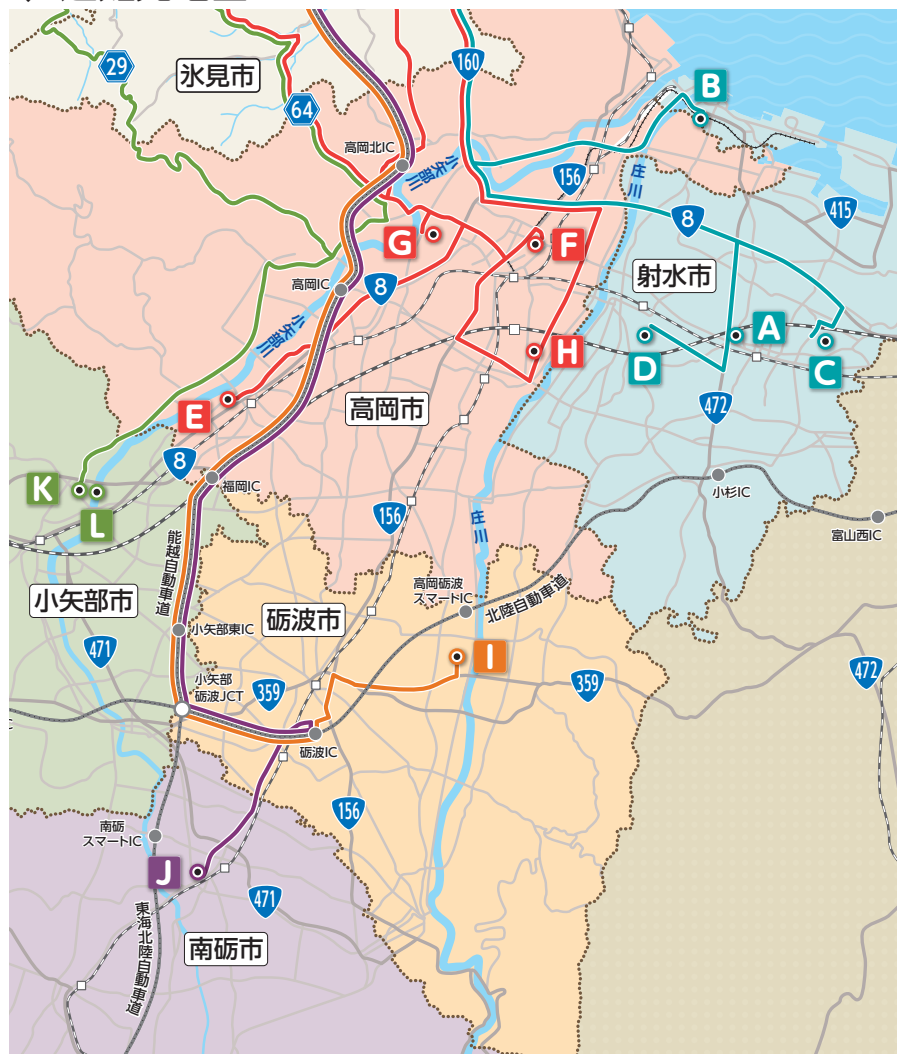 29
氷見市
64
160
B
高岡北IC
小矢部川
156
庄川
415
G
F
8
射水市
高岡IC
8
小矢部川
A
H
D
C
E
高岡市
472
K
8
福岡IC
小杉IC
L
156
庄川
富山西IC
能越自動車道
高岡砺波
スマートIC
北陸自動車道
小矢部市
砺波市
小矢部東IC
471
I
472
小矢部
砺波JCT
359
359
砺波IC
156
南砺
スマートIC
J
471
東海北陸自動車道
南砺市